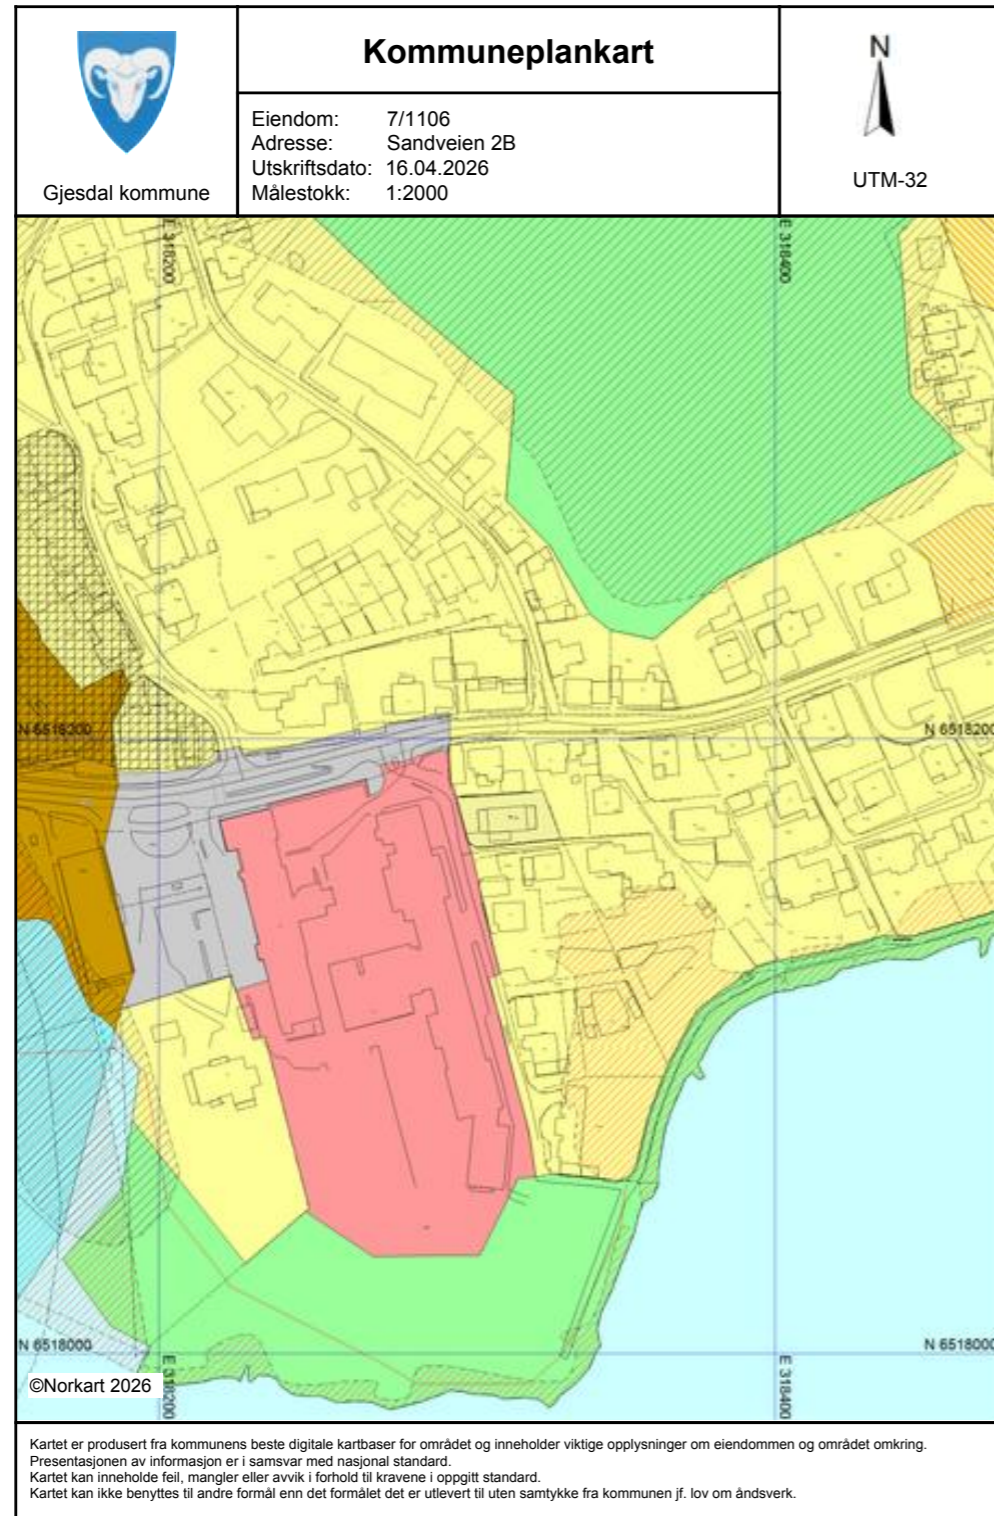 Kommuneplankart
N
Eiendom: 7/1106
Adresse: Sandveien 2B
Utskriftsdato: 16.04.2026
Målestokk: 1:2000
Gjesdal kommune
UTM-32
E 318200
E 318400
N 6518200
N 6518200
N 6518000
N 6518000
E 318200
E 318400
©Norkart 2026
Kartet er produsert fra kommunens beste digitale kartbaser for området og inneholder viktige opplysninger om eiendommen og området omkring.
Presentasjonen av informasjon er i samsvar med nasjonal standard.
Kartet kan inneholde feil, mangler eller avvik i forhold til kravene i oppgitt standard.
Kartet kan ikke benyttes til andre formål enn det formålet det er utlevert til uten samtykke fra kommunen jf. lov om åndsverk.